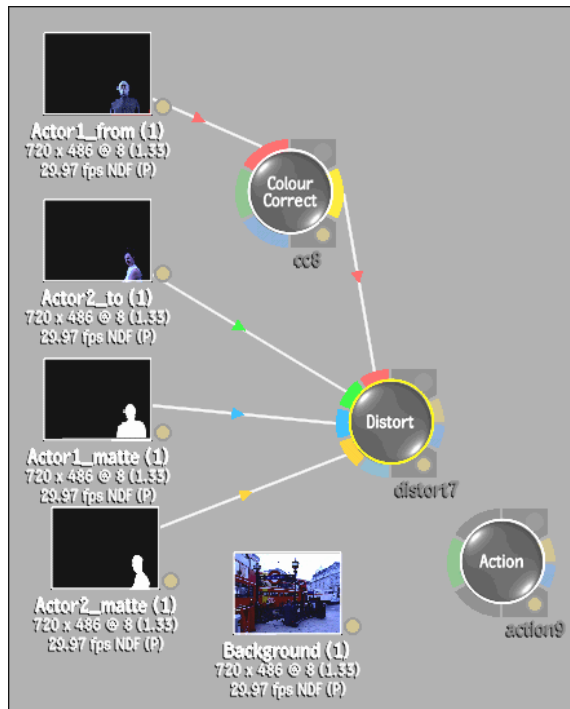 Actor1_from (1)
720 x 486 @ 8 (1.33)
29.97 fps NDF (P)
Colour
Correct
cc8
Actor2_to (1)
720 x 486 @ 8 (1.33)
29.97 fps NDF (P)
Actor1_matte (1)
720 x 486 @ 8 (1.33)
29.97 fps NDF (P)
Distort
distort7
Actor2_matte (1)
720 x 486 @ 8 (1.33)
29.97 fps NDF (P)
Background (1)
720 x 486 @ 8 (1.33)
29.97 fps NDF (P)
Action
action9